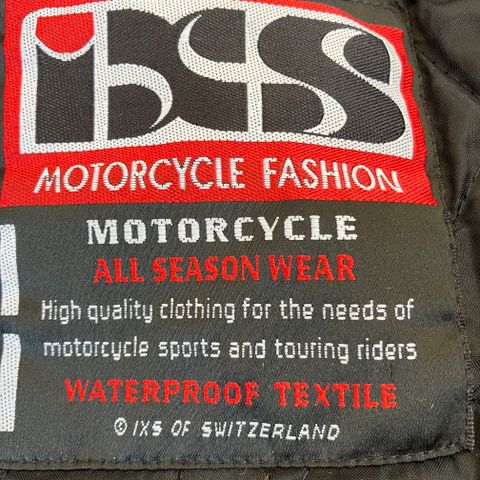 iXS
MOTORCYCLE FASHION
MOTORCYCLE
ALL SEASON WEAR
High quality clothing for the needs of
motorcycle sports and touring riders
WATERPROOF TEXTILE
© IXS OF SWITZERLAND